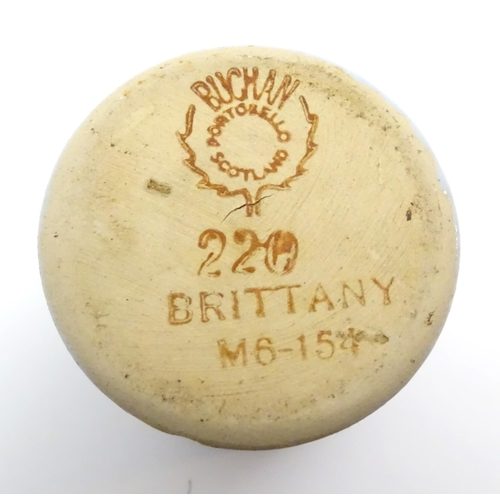 BUCHAN
PORTOBELLO
SCOTLAND
220
BRITTANY
M6-154